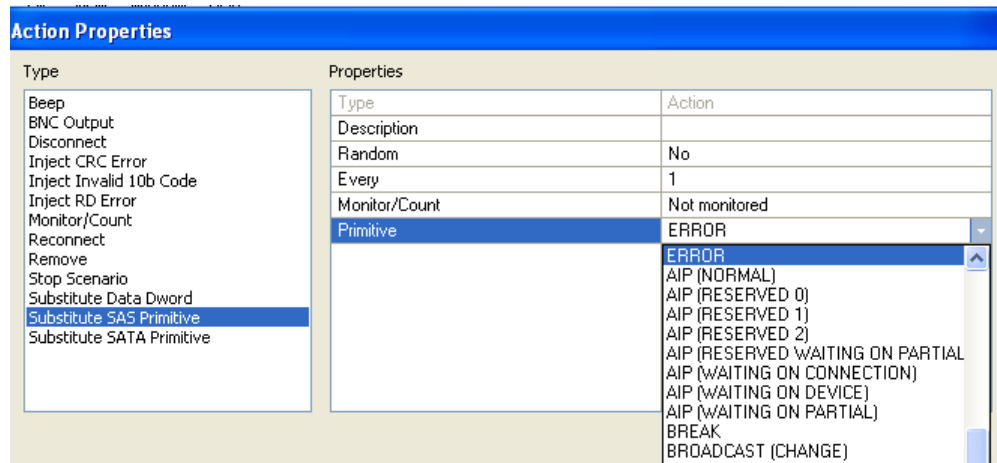 Action Properties
Type
Properties
Beep
BNC Output
Disconnect
Inject CRC Error
Inject Invalid 10b Code
Inject RD Error
Monitor/Count
Reconnect
Remove
Stop Scenario
Substitute Data Dword
Substitute SAS Primitive
Substitute SATA Primitive
Type Action
Description
Random No
Every 1
Monitor/Count Not monitored
Primitive ERROR
ERROR
AIP (NORMAL)
AIP (RESERVED 0)
AIP (RESERVED 1)
AIP (RESERVED 2)
AIP (RESERVED WAITING ON PARTIAL
AIP (WAITING ON CONNECTION)
AIP (WAITING ON DEVICE)
AIP (WAITING ON PARTIAL)
BREAK
BROADCAST (CHANGE)